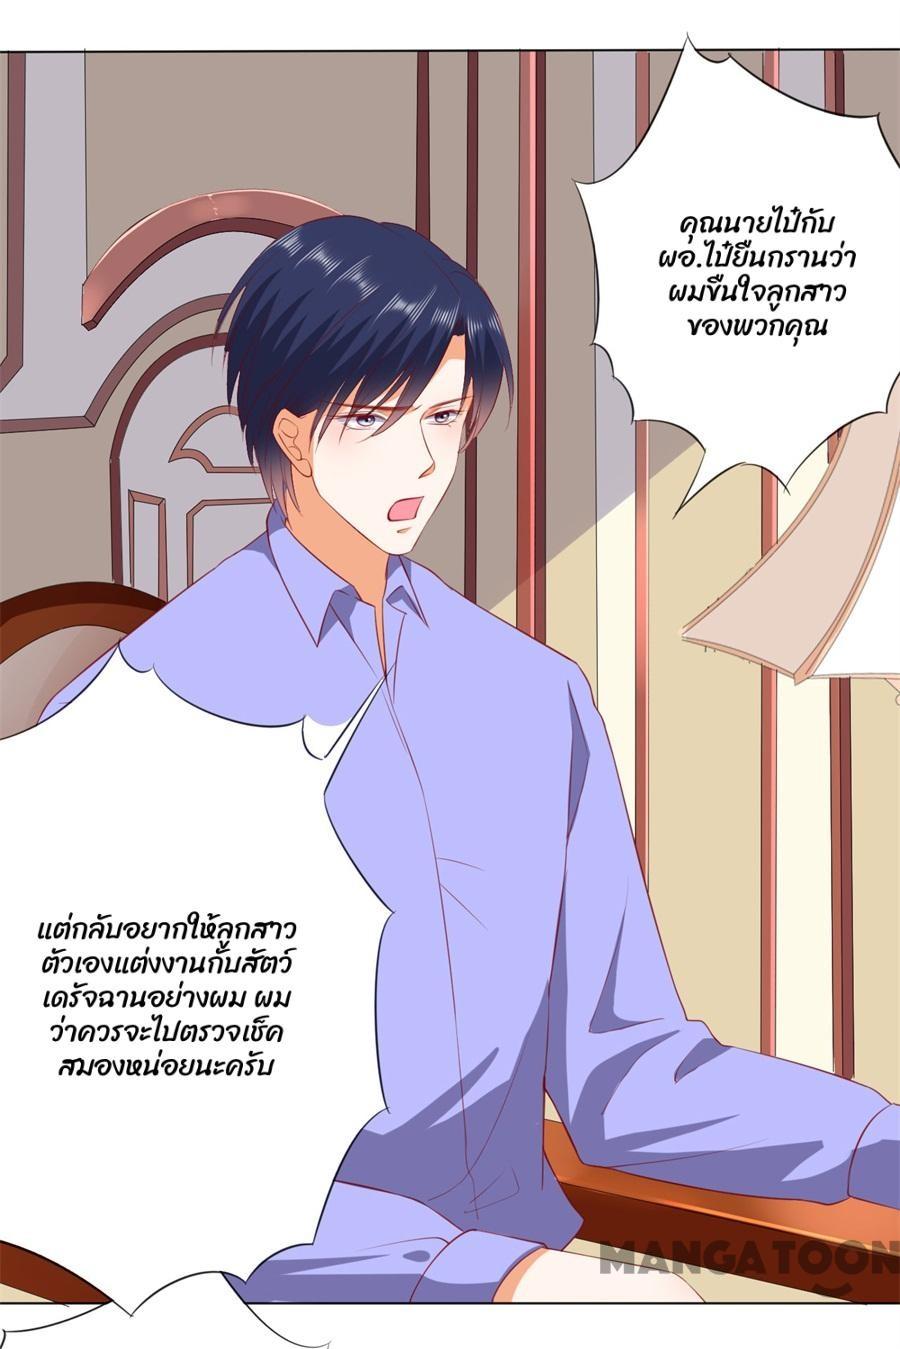 คุณนายไป๋กับ
ผอ.ไป๋ยืนกรานว่า
ผมขืนใจลูกสาว
ของพวกคุณ
แต่กลับอยากให้ลูกสาว
ตัวเองแต่งงานกับสัตว์
เดรัจฉานอย่างผม ผม
ว่าควรจะไปตรวจเช็ค
สมองหน่อยนะครับ
MANGATOON